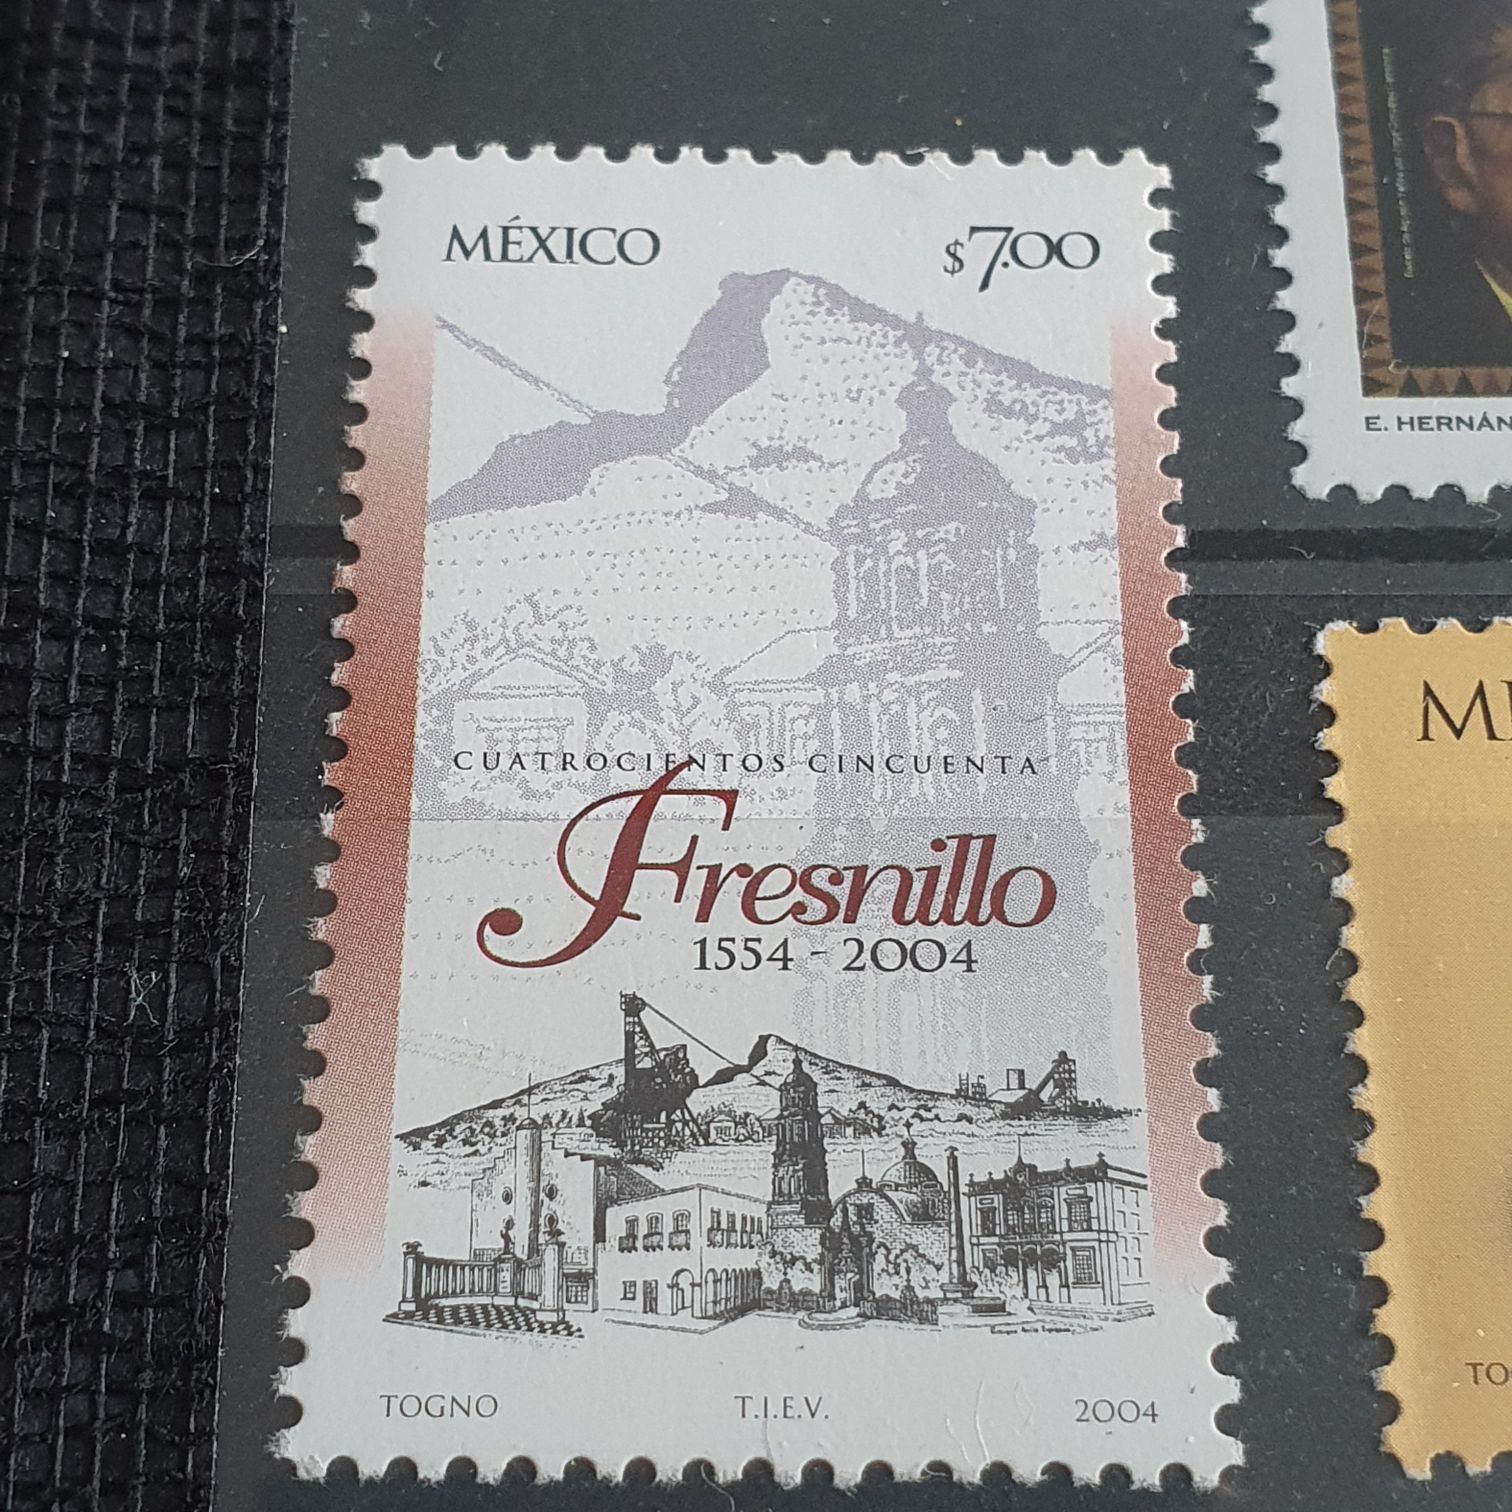 MÉXICO $7.00
CUATROCIENTOS CINCUENTA
Fresnillo
1554 - 2004
TOGNO T.I.E.V. 2004
E. HERNÁN
M
TO